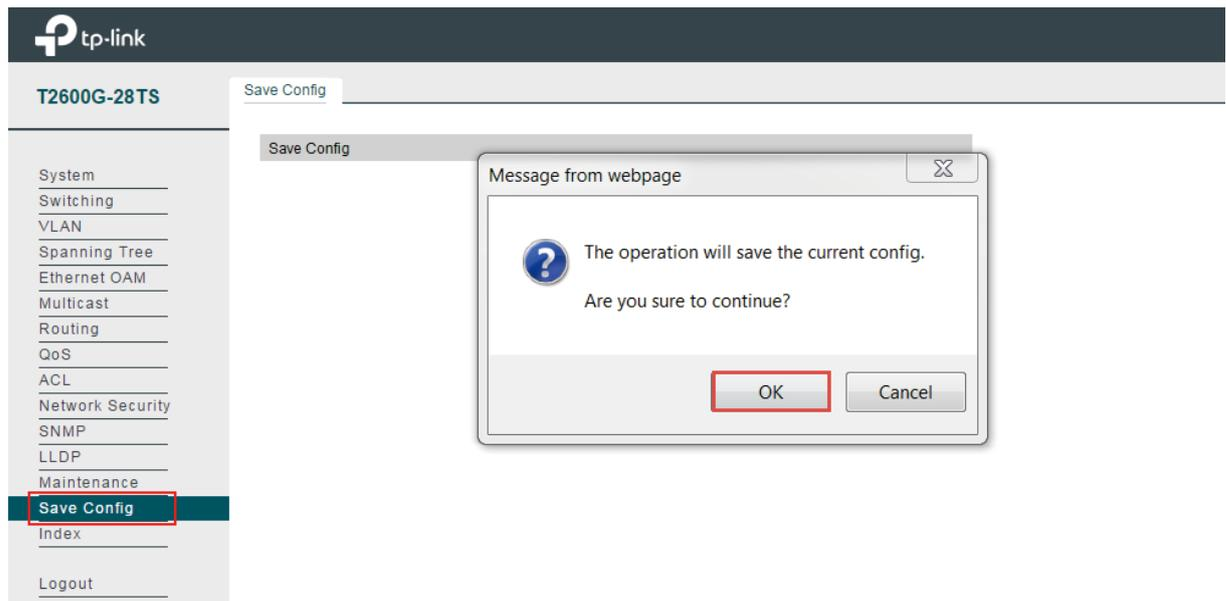 tp-link
T2600G-28TS
Save Config
Save Config
System
Switching
VLAN
Spanning Tree
Ethernet OAM
Multicast
Routing
QoS
ACL
Network Security
SNMP
LLDP
Maintenance
Save Config
Index
Logout
Message from webpage
The operation will save the current config.
Are you sure to continue?
OK
Cancel